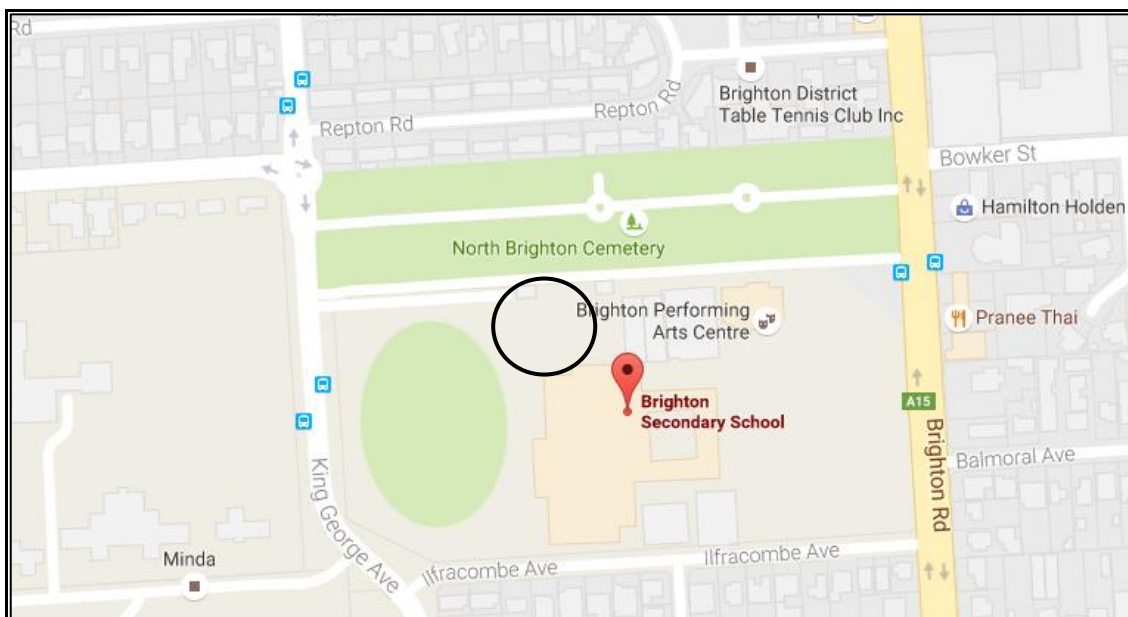 Rd
Repton Rd
Repton Rd
Brighton District
Table Tennis Club Inc
Bowker St
Hamilton Holden
North Brighton Cemetery
Brighton Performing
Arts Centre
Pranee Thai
Brighton
Secondary School
A15
Brighton Rd
Balmoral Ave
King George Ave
Minda
Ilfracombe Ave
Ilfracombe Ave